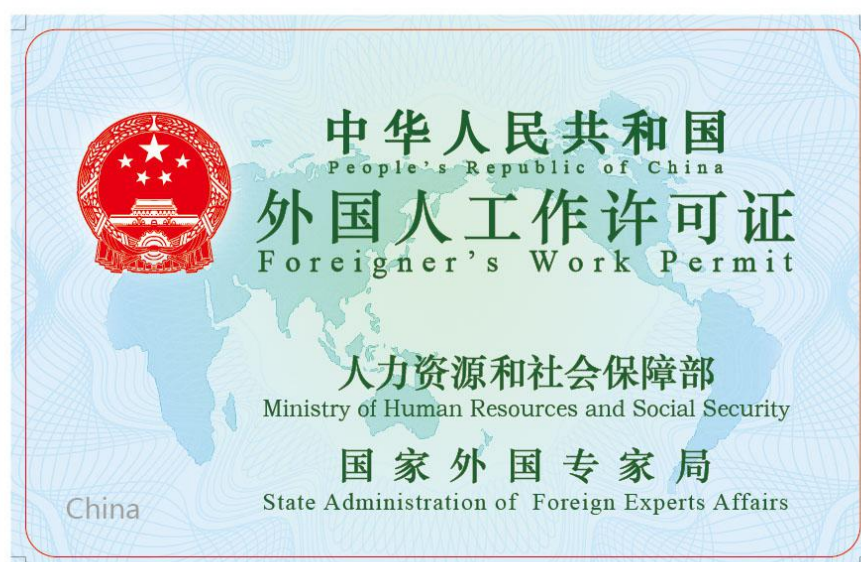 中华人民共和国
People's Republic of China
外国人工作许可证
Foreigner's Work Permit
人力资源和社会保障部
Ministry of Human Resources and Social Security
国家外国专家局
State Administration of Foreign Experts Affairs
China